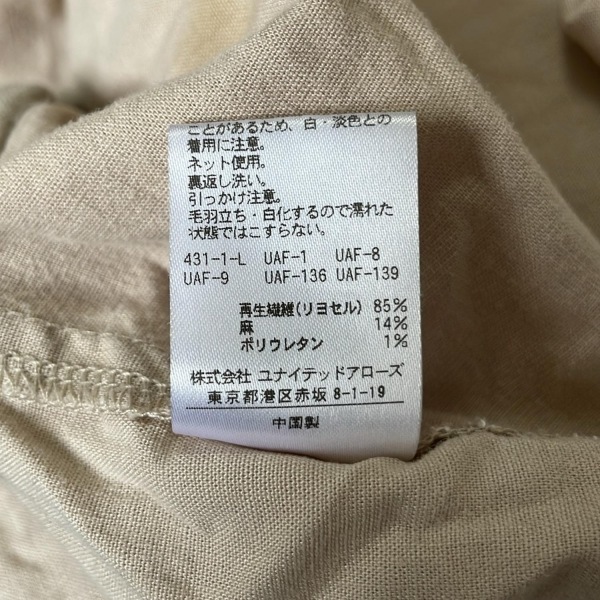 ことがあるため、白・淡色との
着用に注意。
ネット使用。
裏返し洗い。
引っかけ注意。
毛羽立ち・白化するので濡れた
状態ではこすらない。
431-1-L UAF-1 UAF-8
UAF-9 UAF-136 UAF-139
再生繊維(リヨセル) 85%
麻 14%
ポリウレタン 1%
株式会社 ユナイテッドアローズ
東京都港区赤坂 8-1-19
中国製